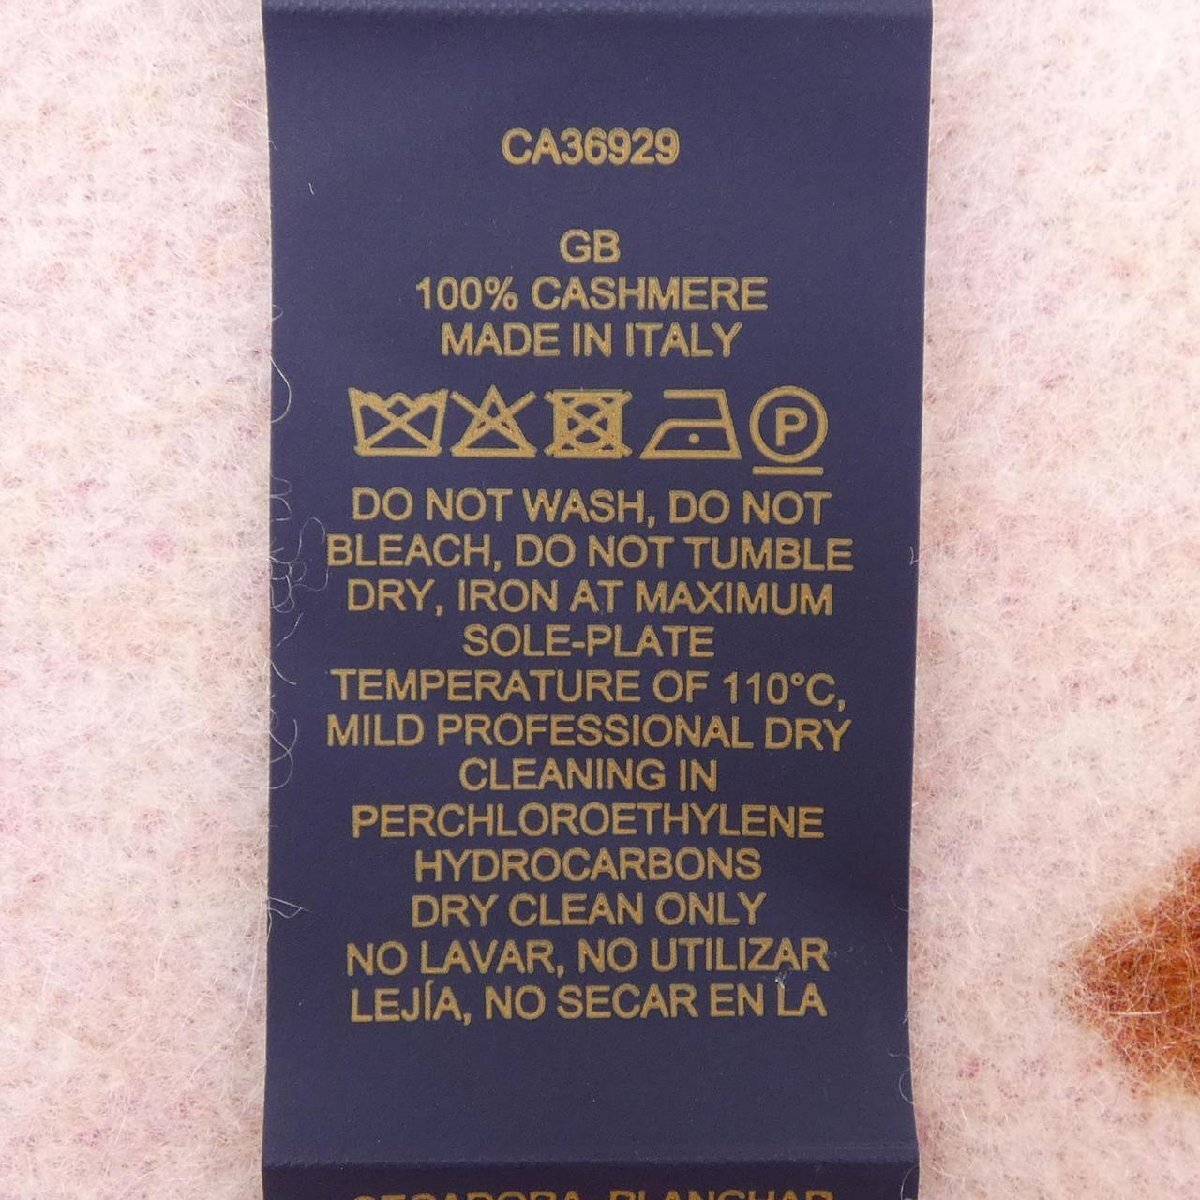 CA36929
GB
100% CASHMERE
MADE IN ITALY
P
DO NOT WASH, DO NOT
BLEACH, DO NOT TUMBLE
DRY, IRON AT MAXIMUM
SOLE-PLATE
TEMPERATURE OF 110°C,
MILD PROFESSIONAL DRY
CLEANING IN
PERCHLOROETHYLENE
HYDROCARBONS
DRY CLEAN ONLY
NO LAVAR, NO UTILIZAR
LEJÍA, NO SECAR EN LA
SECADORA, PLANCHAR